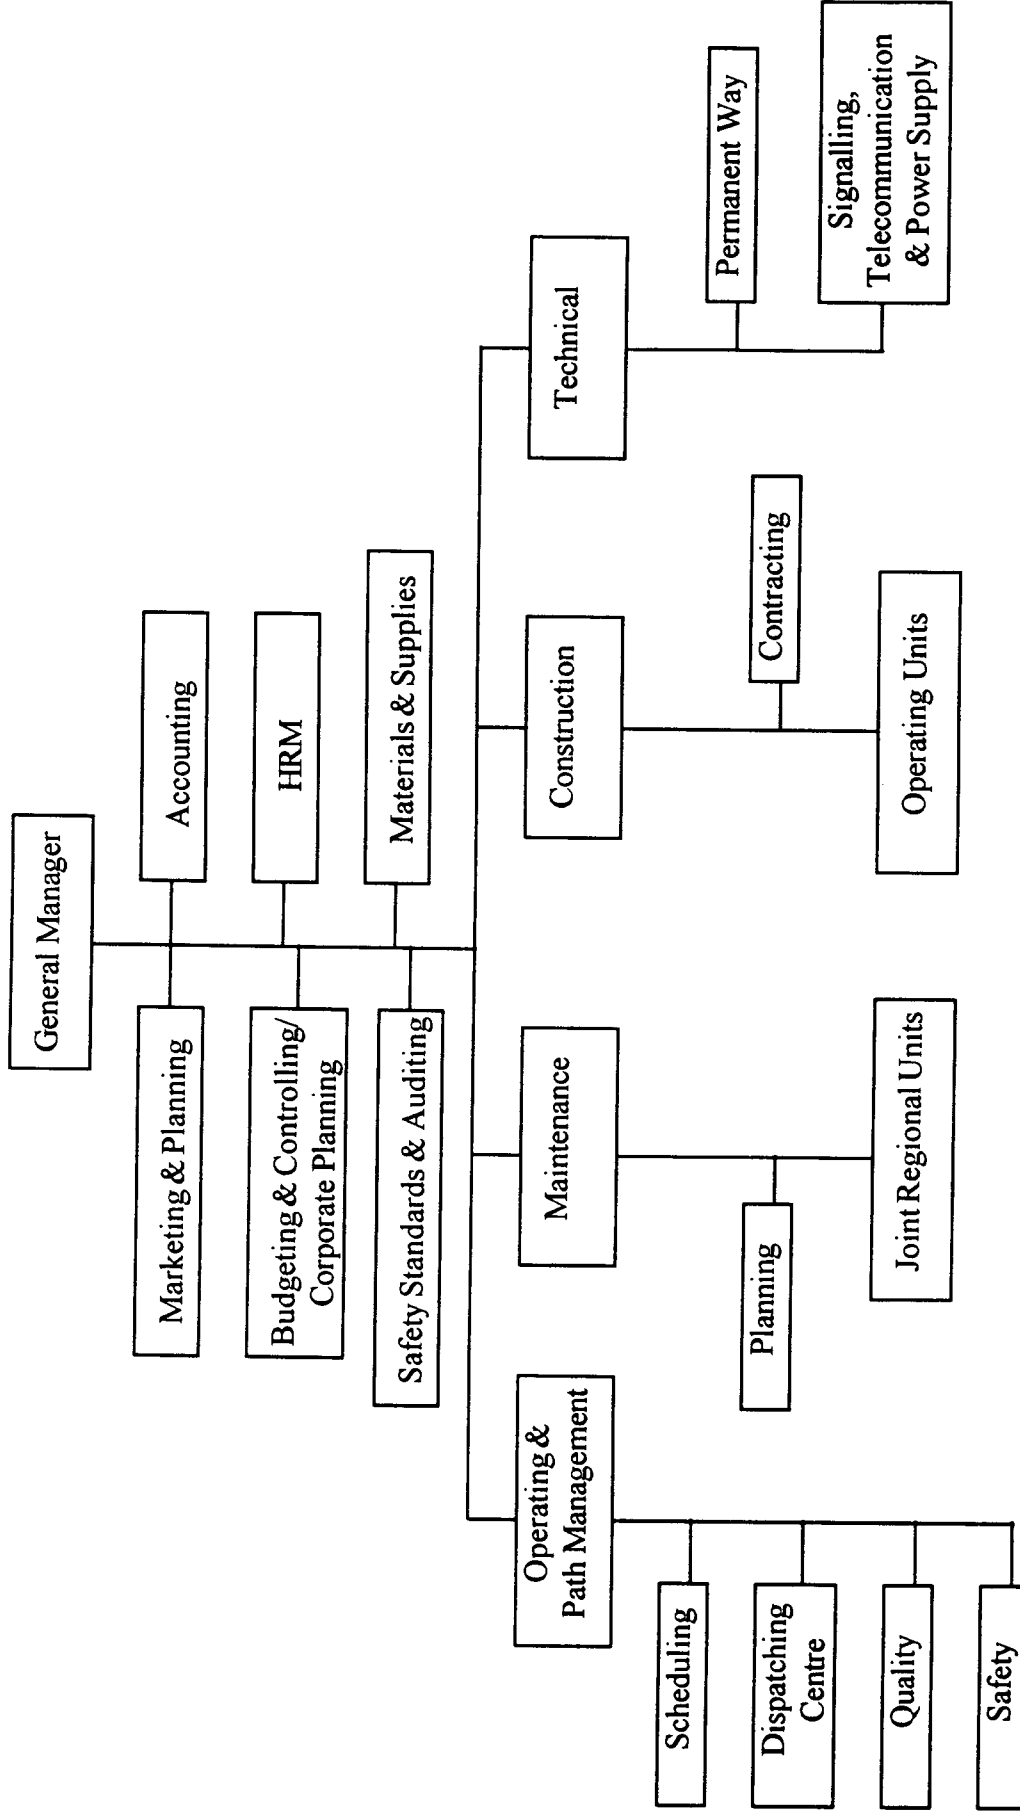 General Manager
Marketing & Planning
Accounting
Budgeting & Controlling/
Corporate Planning
HRM
Safety Standards & Auditing
Materials & Supplies
Operating &
Path Management
Maintenance
Construction
Technical
Scheduling
Dispatching
Centre
Quality
Safety
Planning
Joint Regional Units
Contracting
Operating Units
Permanent Way
Signalling,
Telecommunication
& Power Supply